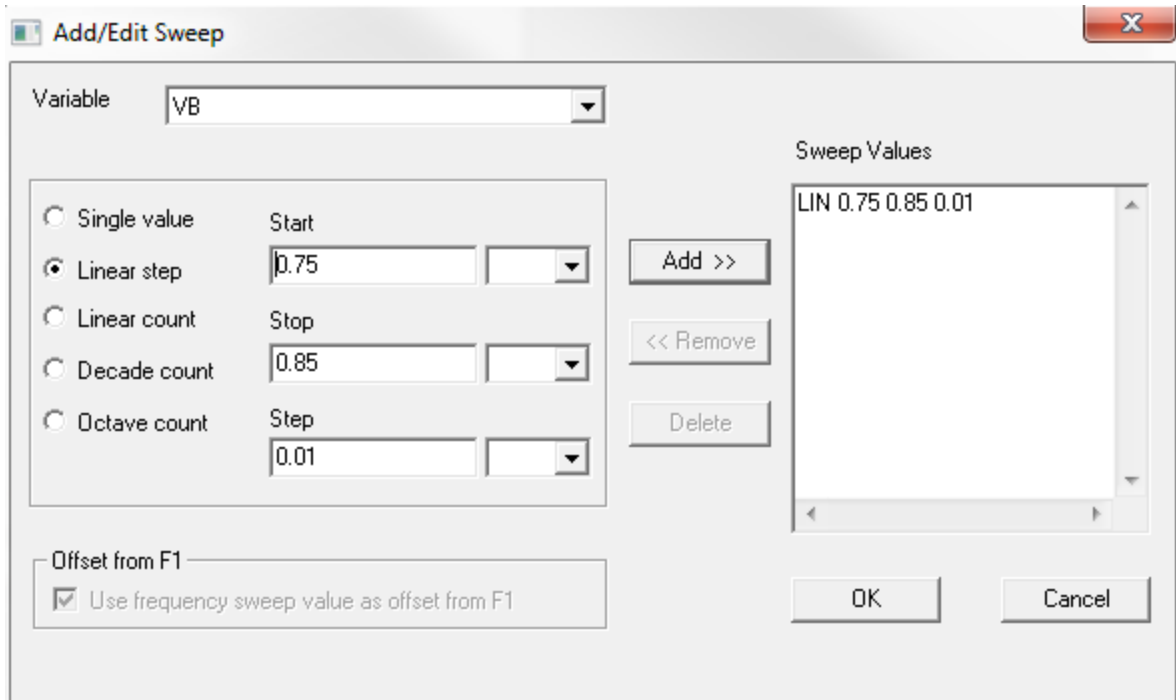 Add/Edit Sweep
Variable
VB
Sweep Values
Single value
Start
LIN 0.75 0.85 0.01
Linear step
0.75
Add >>
Linear count
Stop
<< Remove
Decade count
0.85
Octave count
Step
Delete
0.01
Offset from F1
Use frequency sweep value as offset from F1
OK
Cancel